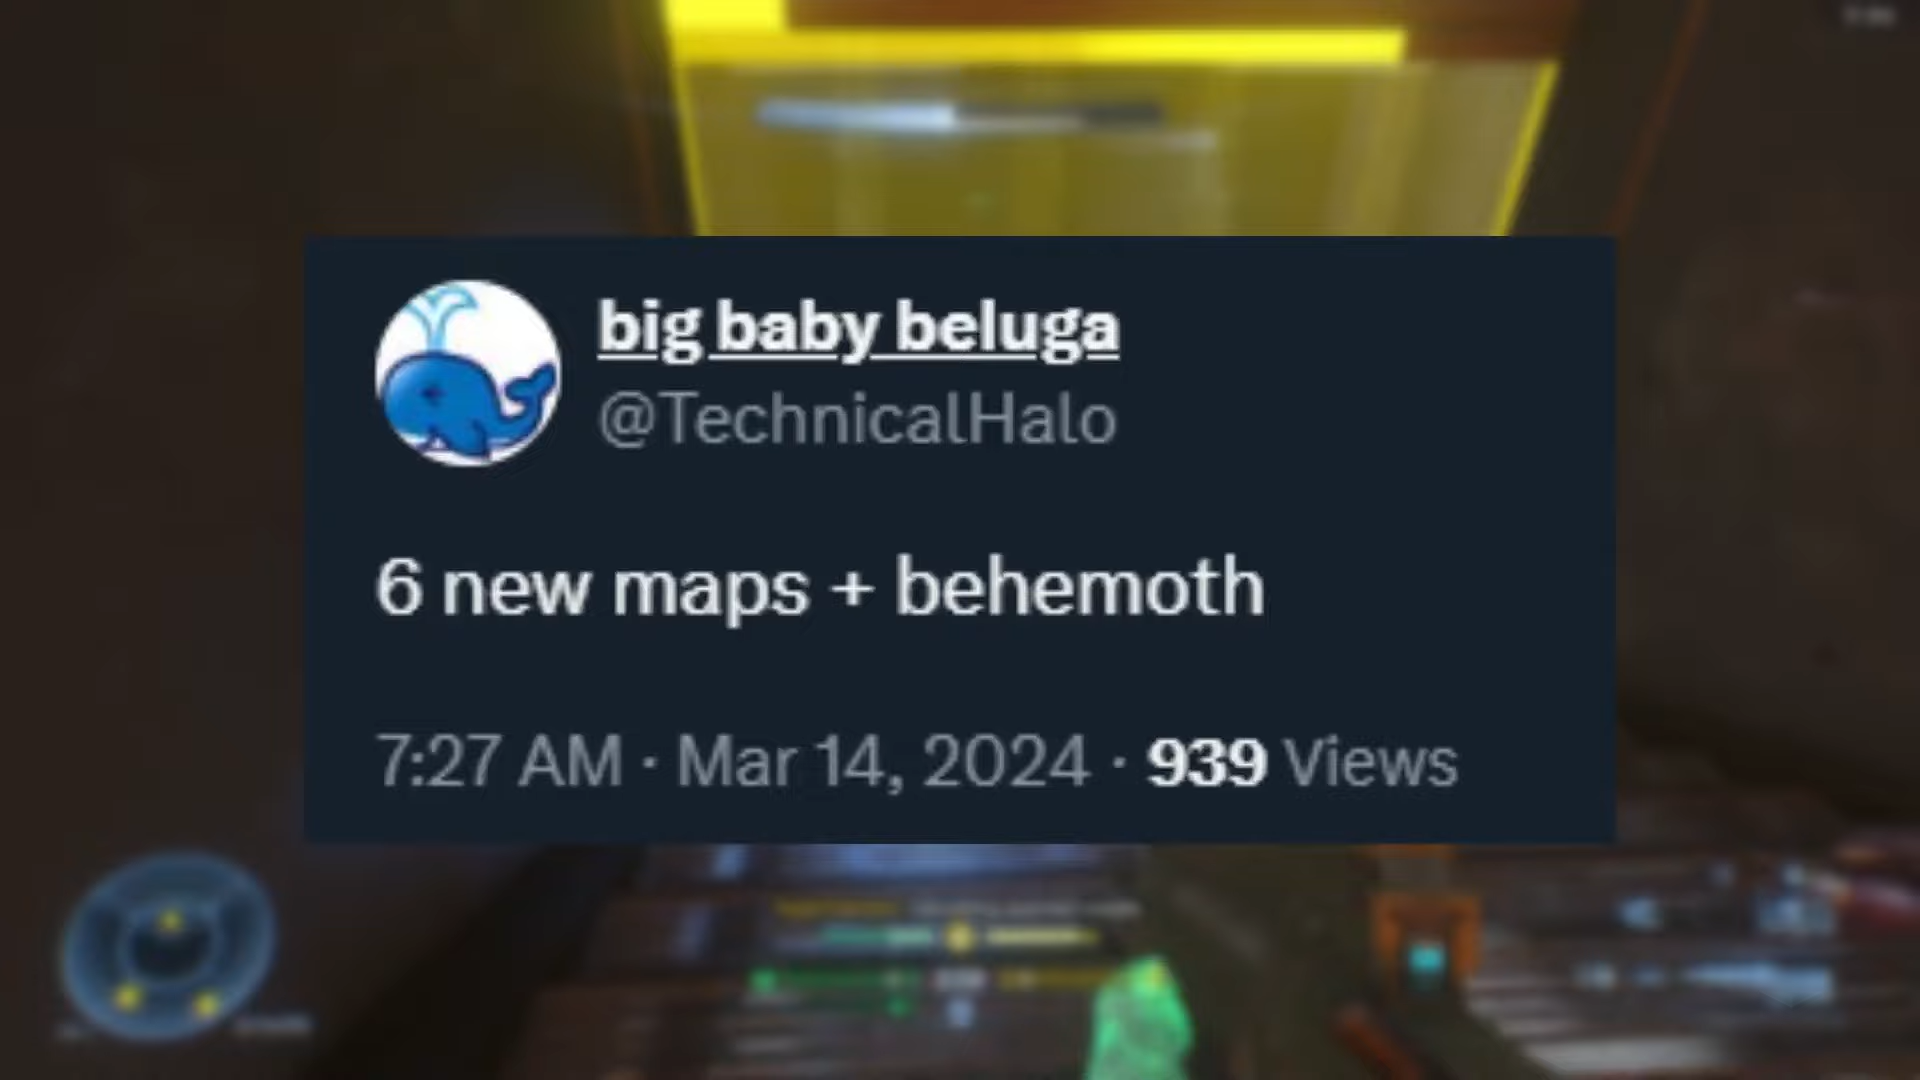 big baby beluga
@TechnicalHalo
6 new maps + behemoth
7:27 AM · Mar 14, 2024 · 939 Views